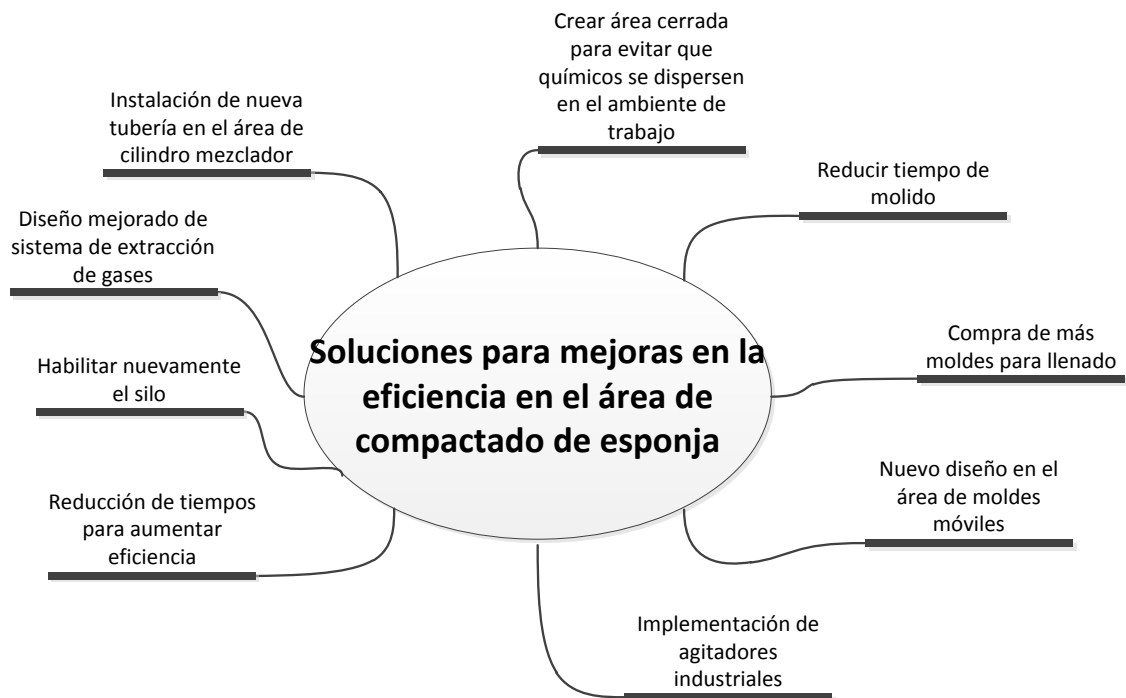 Crear área cerrada
para evitar que
químicos se dispersen
en el ambiente de
trabajo
Instalación de nueva
tubería en el área de
cilindro mezclador
Reducir tiempo de
molido
Diseño mejorado de
sistema de extracción
de gases
Soluciones para mejoras en la
eficiencia en el área de
compactado de esponja
Compra de más
moldes para llenado
Habilitar nuevamente
el silo
Nuevo diseño en el
área de moldes
móviles
Reducción de tiempos
para aumentar
eficiencia
Implementación de
agitadores
industriales